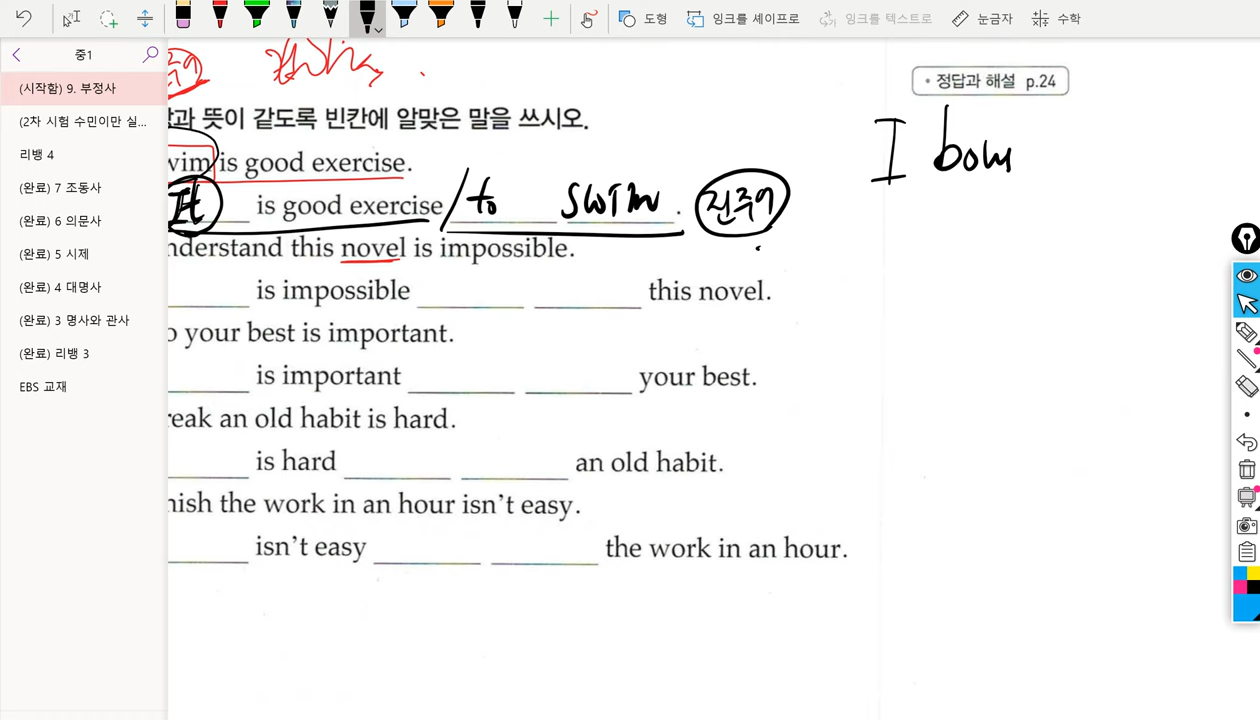 도형
잉크를 셰이프로
잉크를 텍스트로
눈금자
수학
중1
(시작함) 9. 부정사
(2차 시험 수민이만 실...
리뱅 4
(완료) 7 조동사
(완료) 6 의문사
(완료) 5 시제
(완료) 4 대명사
(완료) 3 명사와 관사
(완료) 리뱅 3
EBS 교재
• 정답과 해설 p.24
과 뜻이 같도록 빈칸에 알맞은 말을 쓰시오.
I bou
wim is good exercise.
It is good exercise / to swim. 진주어
nderstand this novel is impossible.
is impossible this novel.
o your best is important.
is important your best.
reak an old habit is hard.
is hard an old habit.
nish the work in an hour isn't easy.
isn't easy the work in an hour.